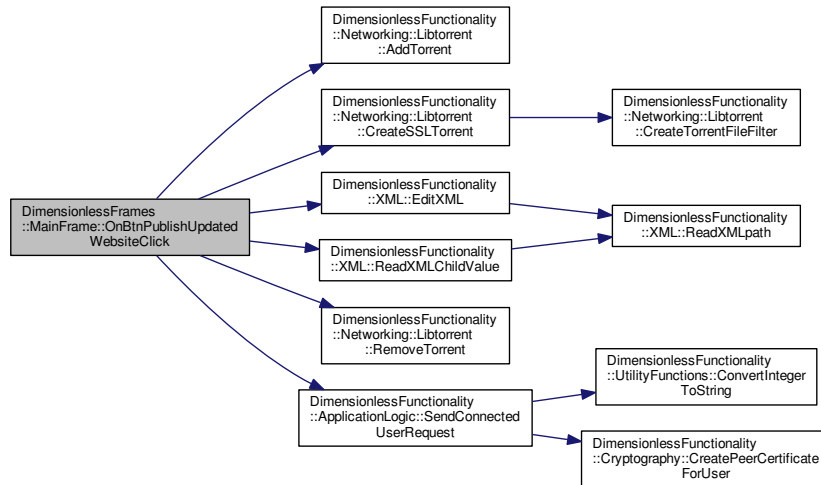 DimensionlessFunctionality
::Networking::Libtorrent
::AddTorrent
DimensionlessFunctionality
::Networking::Libtorrent
::CreateSSLTorrent
DimensionlessFunctionality
::Networking::Libtorrent
::CreateTorrentFileFilter
DimensionlessFrames
::MainFrame::OnBtnPublishUpdated
WebsiteClick
DimensionlessFunctionality
::XML::EditXML
DimensionlessFunctionality
::XML::ReadXMLpath
DimensionlessFunctionality
::XML::ReadXMLChildValue
DimensionlessFunctionality
::Networking::Libtorrent
::RemoveTorrent
DimensionlessFunctionality
::ApplicationLogic::SendConnected
UserRequest
DimensionlessFunctionality
::UtilityFunctions::ConvertInteger
ToString
DimensionlessFunctionality
::Cryptography::CreatePeerCertificate
ForUser